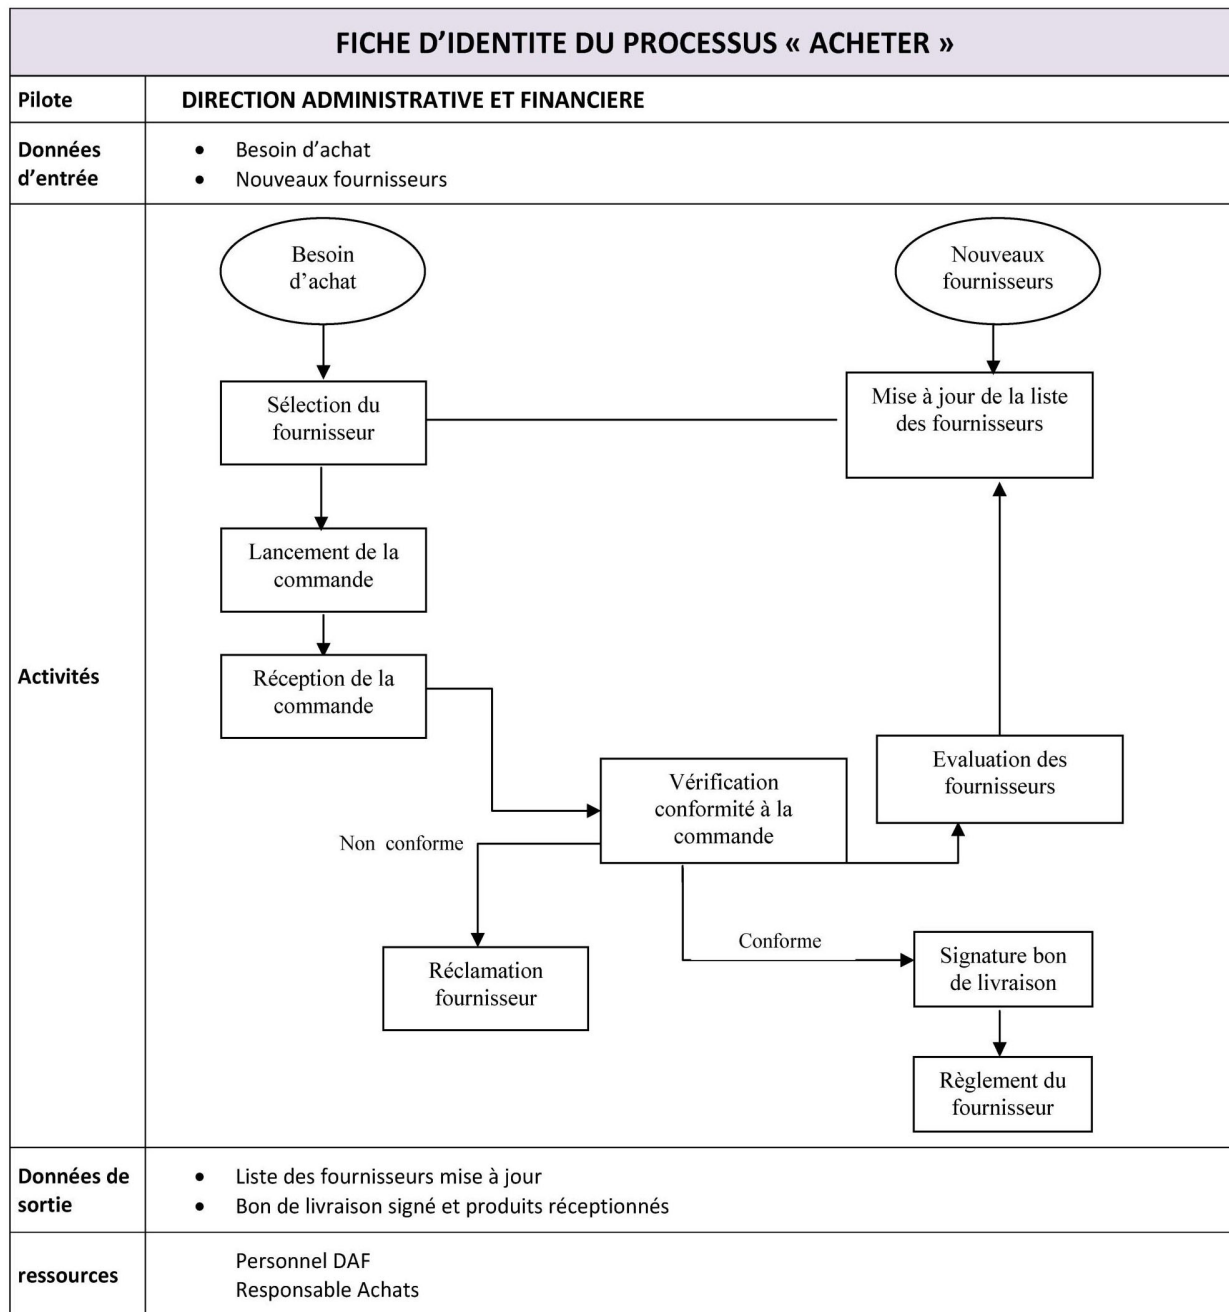 FICHE D’IDENTITE DU PROCESSUS « ACHETER »
Pilote
DIRECTION ADMINISTRATIVE ET FINANCIERE
Données
d’entrée
• Besoin d’achat
• Nouveaux fournisseurs
Activités
Besoin
d’achat
Nouveaux
fournisseurs
Sélection du
fournisseur
Mise à jour de la liste
des fournisseurs
Lancement de la
commande
Réception de la
commande
Vérification
conformité à la
commande
Evaluation des
fournisseurs
Non conforme
Conforme
Réclamation
fournisseur
Signature bon
de livraison
Règlement du
fournisseur
Données de
sortie
• Liste des fournisseurs mise à jour
• Bon de livraison signé et produits réceptionnés
ressources
Personnel DAF
Responsable Achats